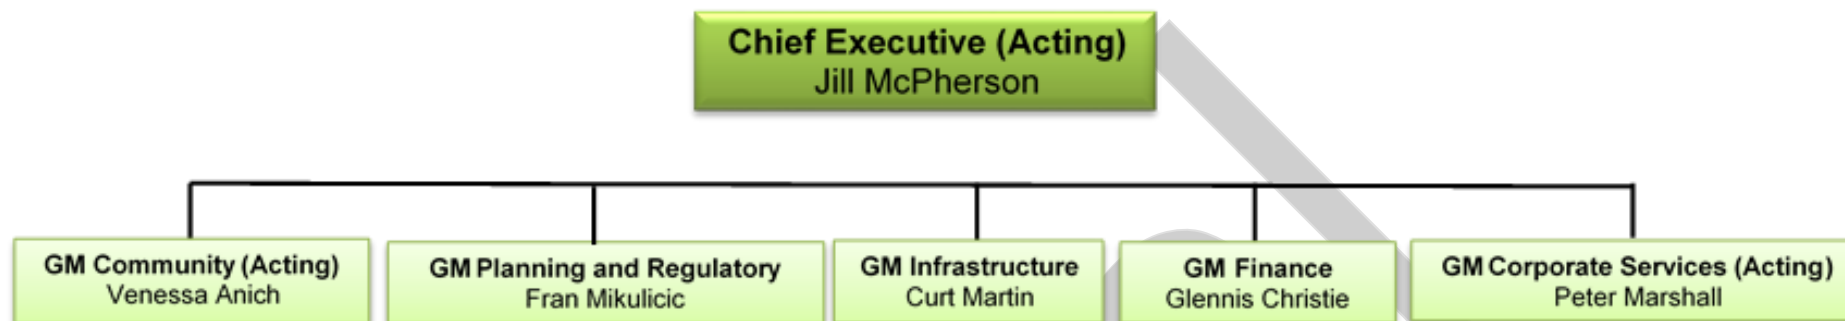 Chief Executive (Acting)
Jill McPherson
GM Community (Acting)
Venessa Anich
GM Planning and Regulatory
Fran Mikulicic
GM Infrastructure
Curt Martin
GM Finance
Glennis Christie
GM Corporate Services (Acting)
Peter Marshall